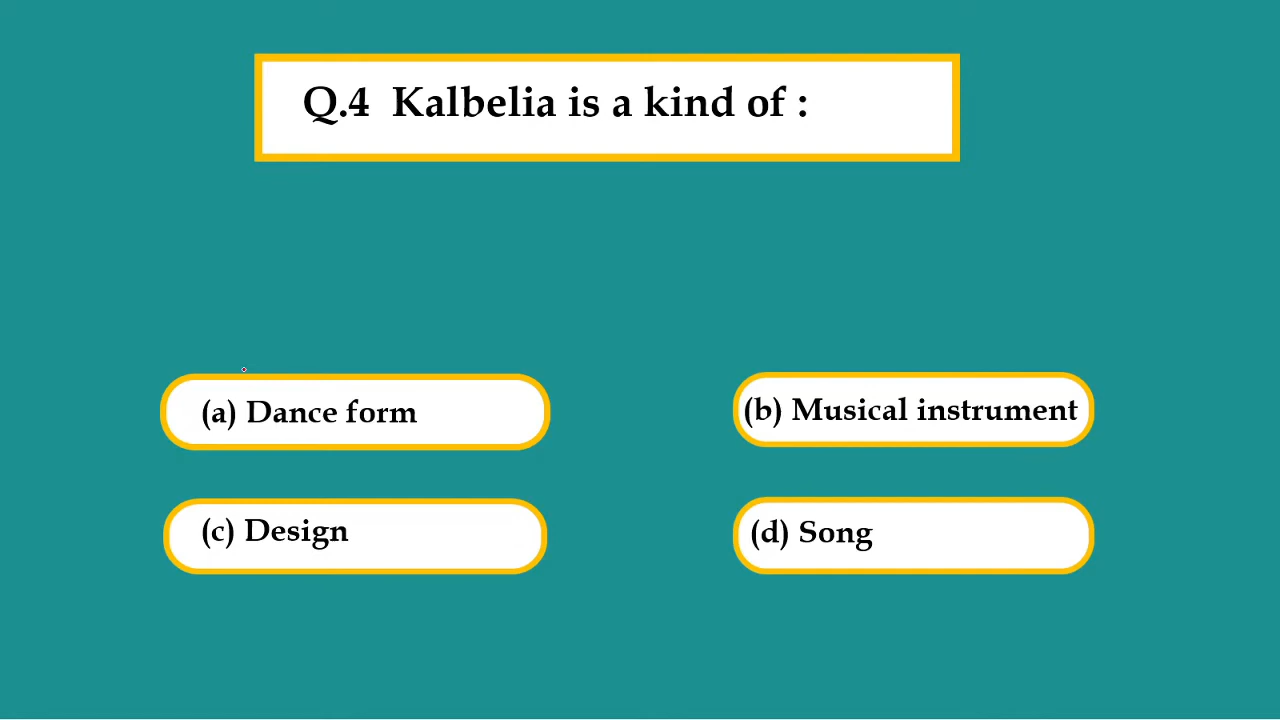 Q.4 Kalbelia is a kind of :
(a) Dance form
(b) Musical instrument
(c) Design
(d) Song